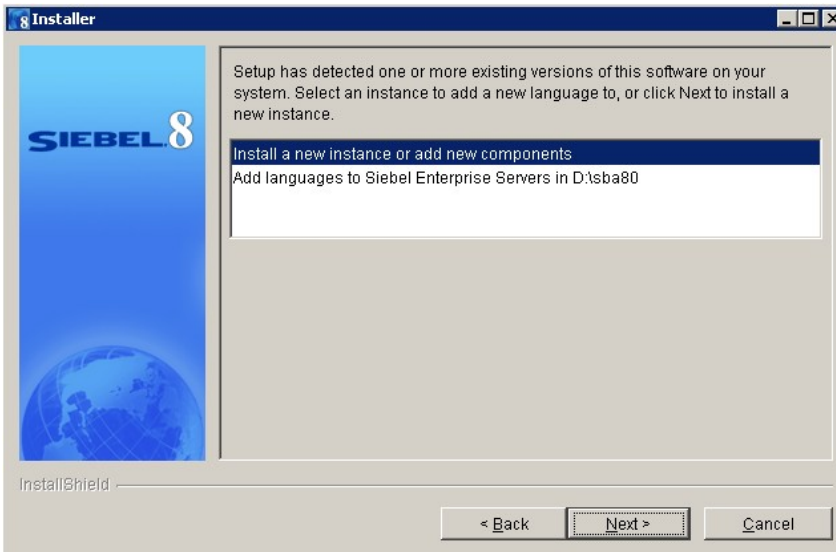 8 Installer
Setup has detected one or more existing versions of this software on your
system. Select an instance to add a new language to, or click Next to install a
new instance.
SIEBEL. 8
Install a new instance or add new components
Add languages to Siebel Enterprise Servers in D:\sba80
InstallShield
< Back
Next >
Cancel